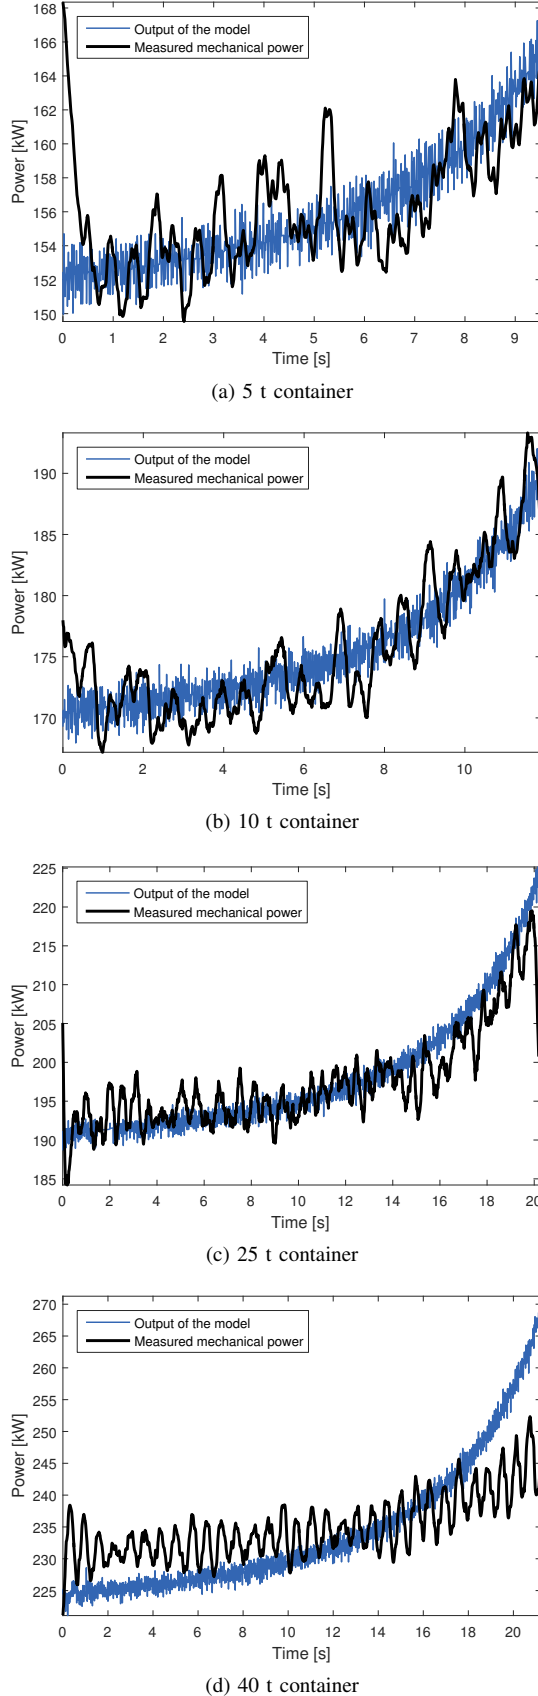 168
166
164
162
160
158
156
154
152
150
Power [kW]
Output of the model
Measured mechanical power
0 1 2 3 4 5 6 7 8 9
Time [s]
(a) 5 t container
190
185
180
175
170
Power [kW]
Output of the model
Measured mechanical power
0 2 4 6 8 10
Time [s]
(b) 10 t container
225
220
215
210
205
200
195
190
185
Power [kW]
Output of the model
Measured mechanical power
0 2 4 6 8 10 12 14 16 18 20
Time [s]
(c) 25 t container
270
265
260
255
250
245
240
235
230
225
Power [kW]
Output of the model
Measured mechanical power
0 2 4 6 8 10 12 14 16 18 20
Time [s]
(d) 40 t container